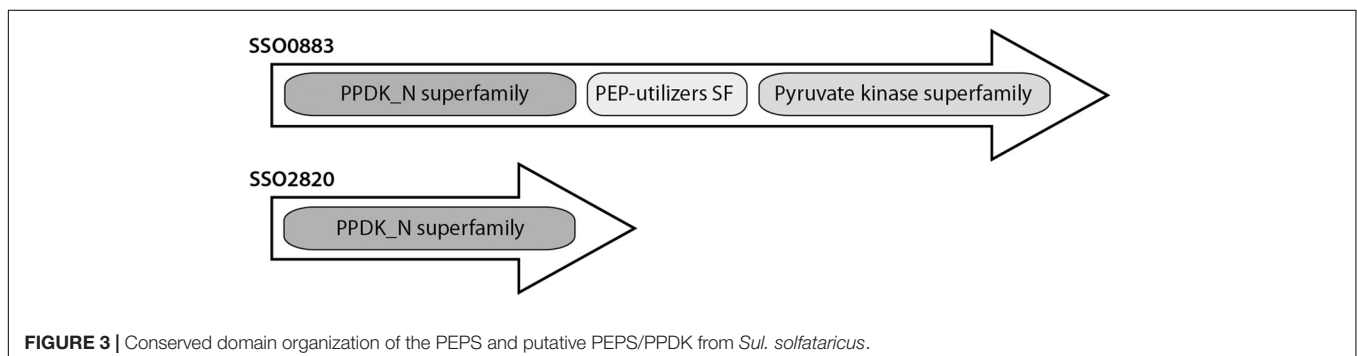 SSO0883
PPDK_N superfamily PEP-utilizers SF Pyruvate kinase superfamily
SSO2820
PPDK_N superfamily
FIGURE 3 | Conserved domain organization of the PEPS and putative PEPS/PPDK from Sul. solfataricus.